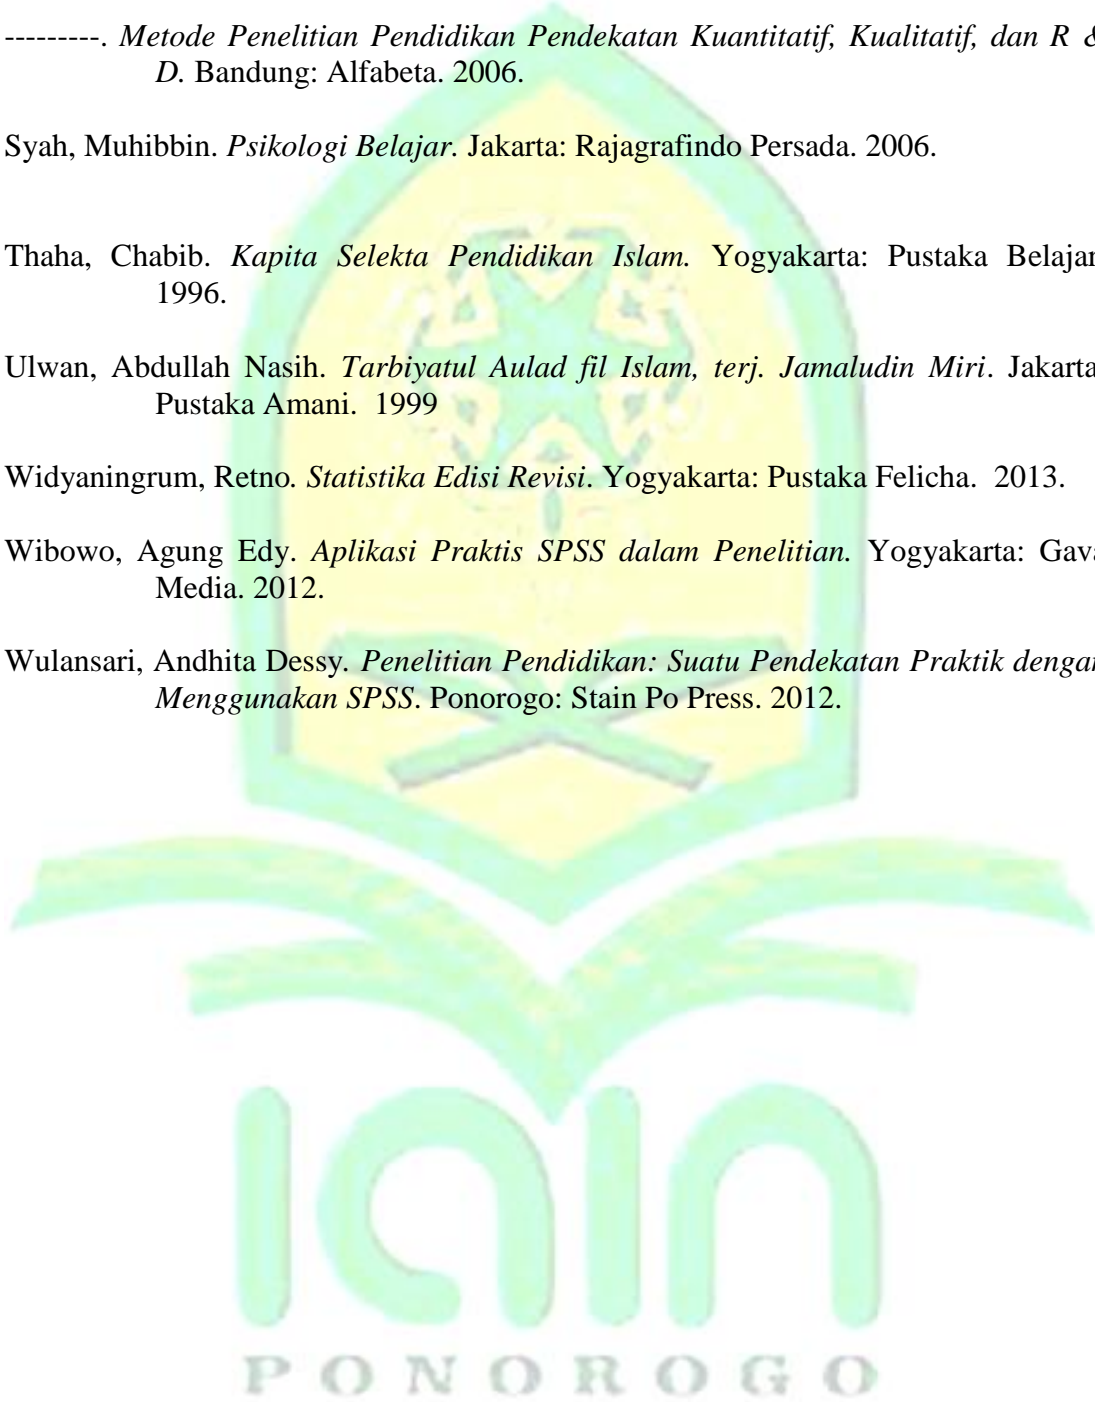 ---------. Metode Penelitian Pendidikan Pendekatan Kuantitatif, Kualitatif, dan R &
D. Bandung: Alfabeta. 2006.
Syah, Muhibbin. Psikologi Belajar. Jakarta: Rajagrafindo Persada. 2006.
Thaha, Chabib. Kapita Selekta Pendidikan Islam. Yogyakarta: Pustaka Belajar
1996.
Ulwan, Abdullah Nasih. Tarbiyatul Aulad fil Islam, terj. Jamaludin Miri. Jakarta
Pustaka Amani. 1999
Widyaningrum, Retno. Statistika Edisi Revisi. Yogyakarta: Pustaka Felicha. 2013.
Wibowo, Agung Edy. Aplikasi Praktis SPSS dalam Penelitian. Yogyakarta: Gava
Media. 2012.
Wulansari, Andhita Dessy. Penelitian Pendidikan: Suatu Pendekatan Praktik dengan
Menggunakan SPSS. Ponorogo: Stain Po Press. 2012.
IAIN
PONOROGO